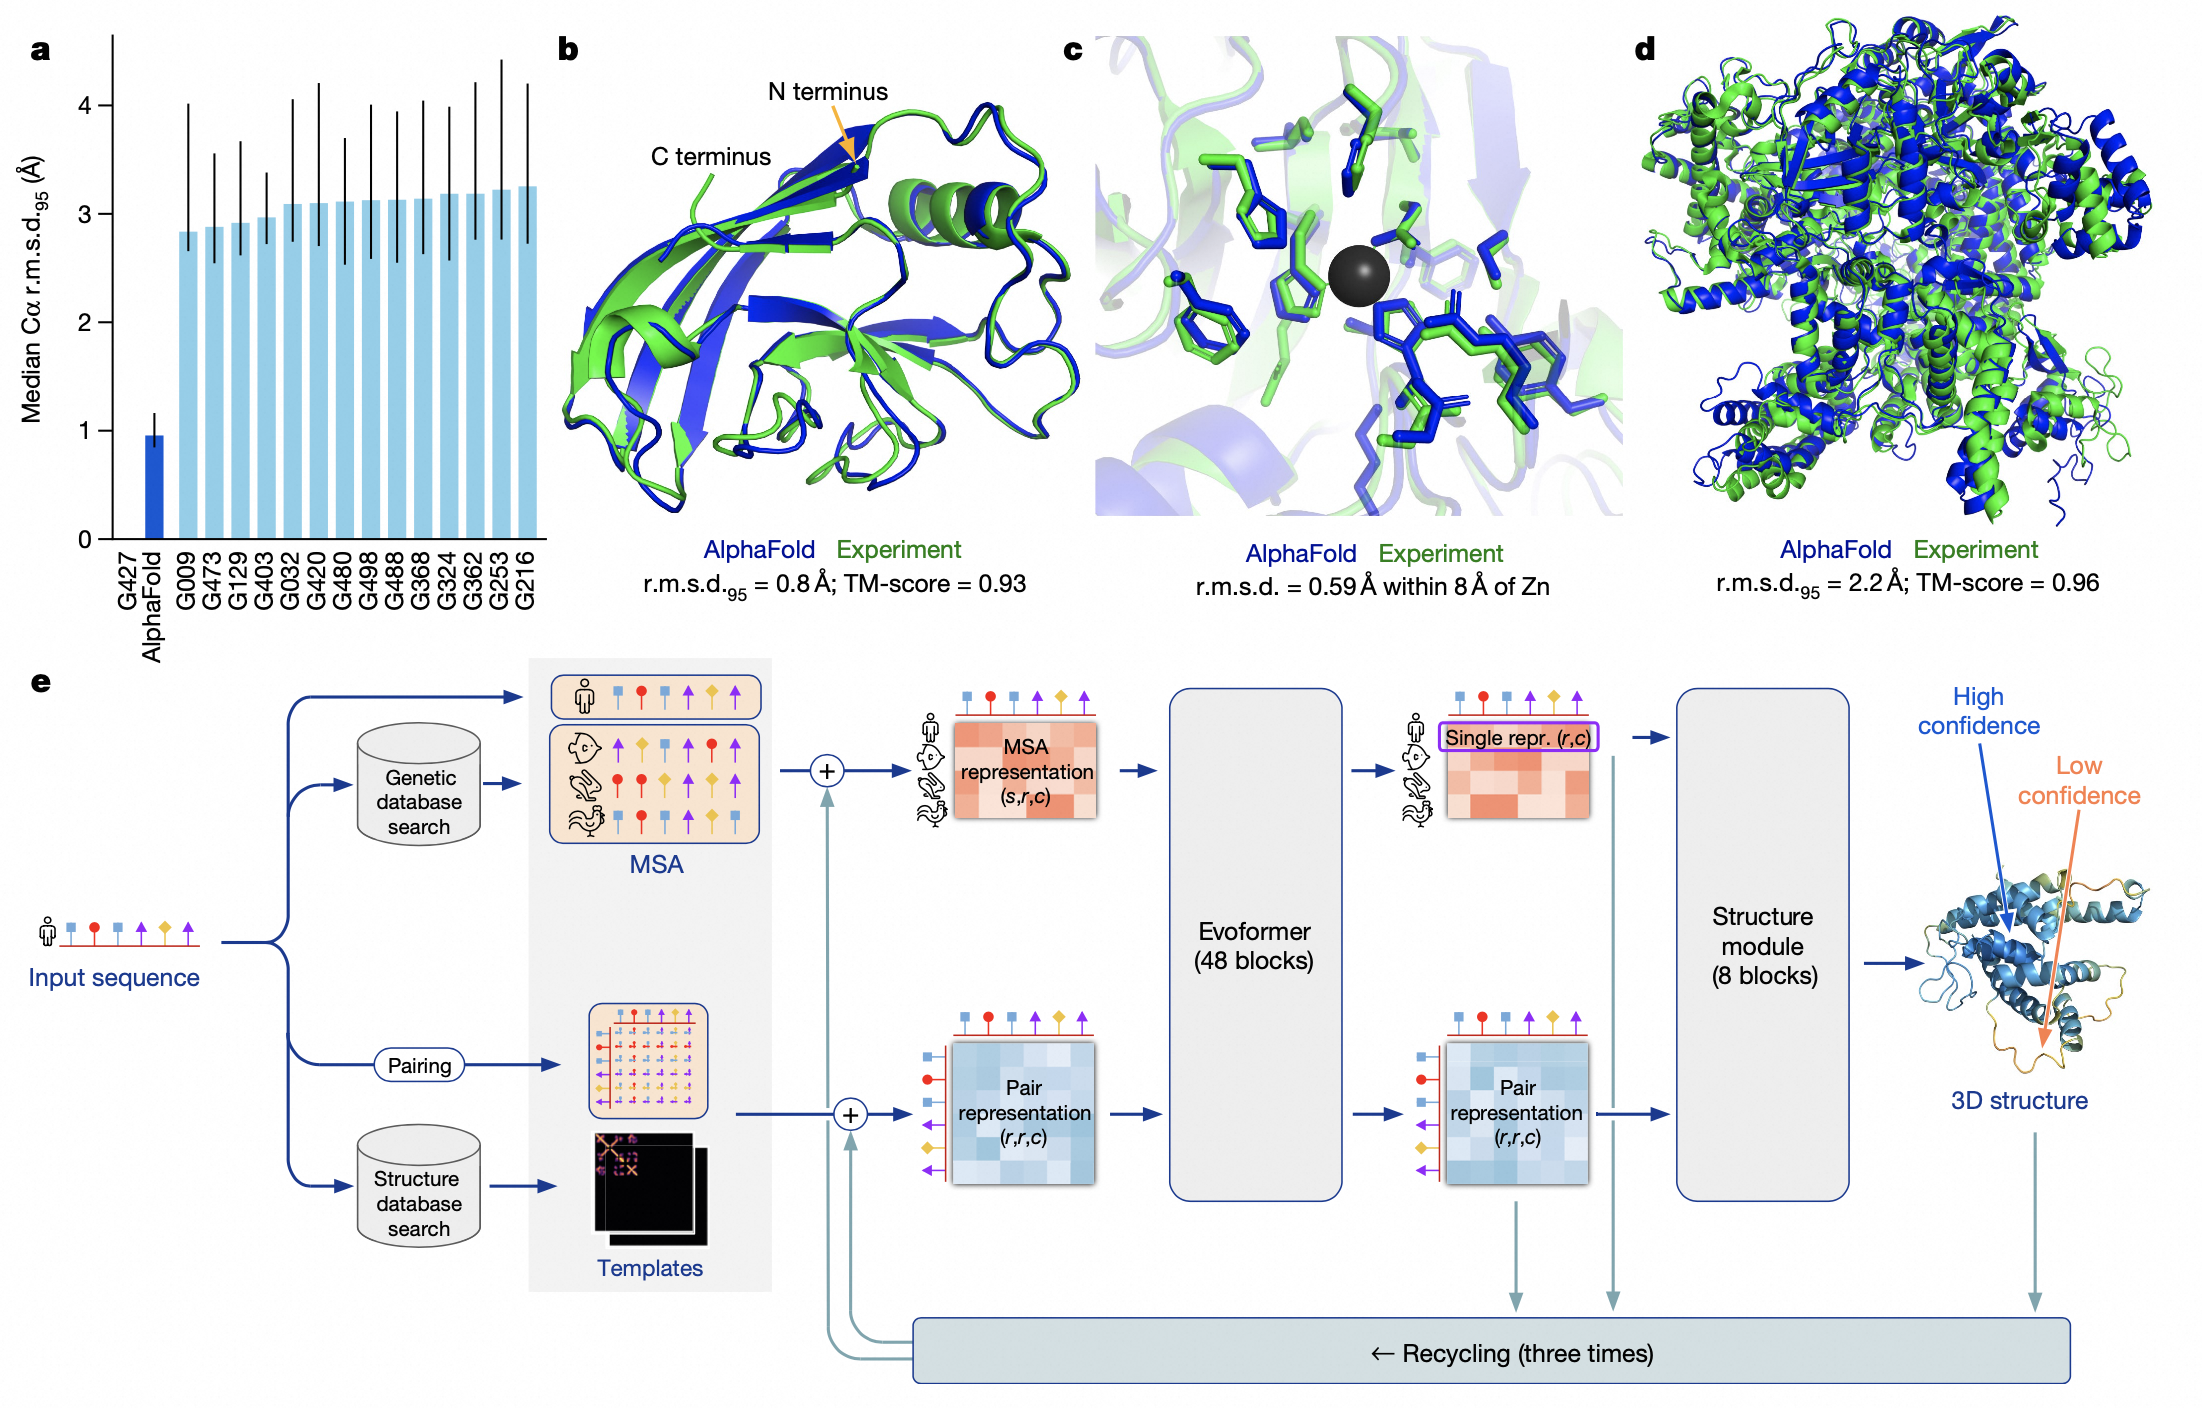 a
Median Cα r.m.s.d.95 (Å)
4
3
2
1
0
G427
AlphaFold
G009
G473
G129
G403
G032
G420
G480
G498
G488
G368
G324
G362
G253
G216
b
N terminus
C terminus
AlphaFold Experiment
r.m.s.d.95 = 0.8 Å; TM-score = 0.93
c
AlphaFold Experiment
r.m.s.d. = 0.59 Å within 8 Å of Zn
d
AlphaFold Experiment
r.m.s.d.95 = 2.2 Å; TM-score = 0.96
e
Input sequence
Genetic
database
search
Pairing
Structure
database
search
MSA
Templates
+
+
MSA
representation
(s,r,c)
Pair
representation
(r,r,c)
Evoformer
(48 blocks)
Single repr. (r,c)
Pair
representation
(r,r,c)
Structure
module
(8 blocks)
High
confidence
Low
confidence
3D structure
← Recycling (three times)